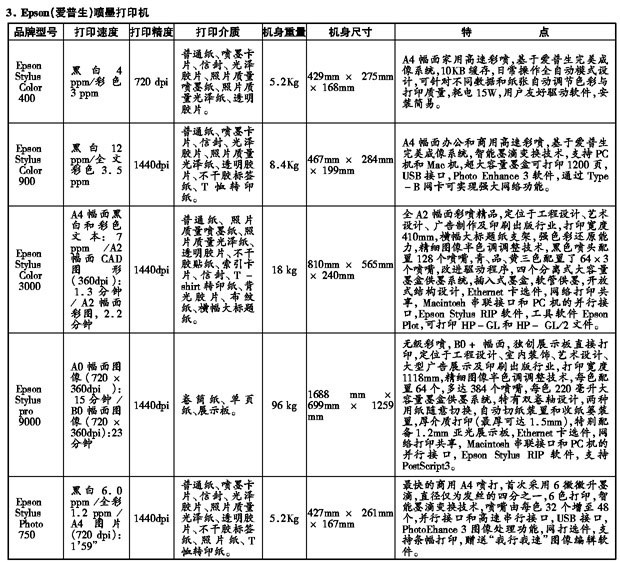 3. Epson(爱普生)喷墨打印机
品牌型号 打印速度 打印精度 打印介质 机身重量 机身尺寸 特 点
Epson
Stylus
Color
400
黑白 4
ppm/彩色
3 ppm
720 dpi
普通纸、喷墨卡
片、信封、光泽
胶片、照片质量
喷墨纸、照片质
量光泽纸、透明
胶片。
5.2Kg
429mm × 275mm
× 168mm
A4 幅面家用高速彩喷,基于爱普生完美成
像系统,10KB 缓存,日常操作全自动模式设
计,可针对不同数据和纸张自动调节色彩与
打印质量,耗电 15W,用户友好驱动软件,安
装简易。
Epson
Stylus
Color
900
黑白 12
ppm/全文
彩色 3.5
ppm
1440dpi
普通纸、喷墨卡
片、信封、光泽
胶片、照片质量
光泽纸、透明胶
片、不干胶标签
纸、T 恤转印
纸。
8.4Kg
467mm × 284mm
× 199mm
A4 幅面办公和商用高速彩喷,基于爱普生
完美成像系统,智能墨滴变换技术,支持 PC
机和 Mac 机,超大容量墨盒可打印 1200 页,
USB 接口,Photo Enhance 3 软件,通过 Type
-B 网卡可实现强大网络功能。
Epson
Stylus
Color
3000
A4 幅面黑
白和彩色
文本: 7
ppm /A2
幅面 CAD
图 形
(360dpi):
1.3 分钟
/ A2 幅面
彩图, 2.2
分钟
1440dpi
普通纸、照片
质量喷墨纸、照
片质量光泽纸、
透明胶片、不干
胶贴纸、索引卡
片、信封、T -
shirt 转印纸、背
光胶片、布纹
纸、横幅大标题
纸。
18 kg
810mm × 565mm
× 240mm
全 A2 幅面彩喷精品,定位于工程设计、艺术
设计、广告制作及印刷出版行业,打印宽度
410mm,横幅大标题纸支架,强色彩还原能
力,精细图像半色调调整技术,黑色喷头配
置 128 个喷嘴,青、品、黄三色配置了 64×3
个喷嘴,改进驱动程序,四个分离式大容量
墨盒供墨系统,插入式墨盒,软管供墨,开放
式结构设计,Ethernet 卡选件,网络打印共
享, Macintosh 串联接口和 PC 机的并行接
口,Epson Stylus RIP 软件,工具软件 Epson
Plot,可打印 HP-GL 和 HP-GL/2 文件。
Epson
Stylus
pro
9000
A0 幅面图
像(720 ×
360dpi ):
15 分钟 /
B0 幅面图
像(720 ×
360dpi):23
分钟
1440dpi
卷筒纸、单页
纸、展示板。
96 kg
1688 mm ×
699mm × 1259
mm
无级彩喷,B0+ 幅面,独创展示板直接打
印,定位于工程设计、室内装饰、艺术设计、
大型广告展示及印刷出版行业,打印宽度
1118mm,精细图像半色调调整技术,每色配
置 64 个,多达 384 个喷嘴,每色 220 毫升大
容量墨盒供墨系统,特有双卷轴设计,两种
用纸随意切换,自动切纸装置和收纸篓装
置,厚介质打印(最厚可达 1.5mm),特别配
备 1.2mm 亚光展示板,Ethernet 卡选件,网
络打印共享, Macintosh 串联接口和 PC 机的
并行接口, Epson Stylus RIP 软件, 支持
PostScript3。
Epson
Stylus
Photo
750
黑白 6.0
ppm /全彩
1.2 ppm /
A4 图片
(720 dpi):
1'59"
1440dpi
普通纸、喷墨卡
片、信封、光泽
胶片、照片质量
光泽纸、透明胶
片、不干胶标签
纸、照片纸、T
恤转印纸。
5.2Kg
427mm × 261mm
× 167mm
最快的商用 A4 喷打,首次采用 6 微微升墨
滴,直径仅为发丝的四分之一,6 色打印,智
能墨滴变换技术,喷嘴由每色 32 个增至 48
个,并行接口和高速串行接口,USB 接口,
PhotoEhance 3 图像处理功能,网打选件,支
持条幅打印,赠送“我行我速”图像编辑软
件。